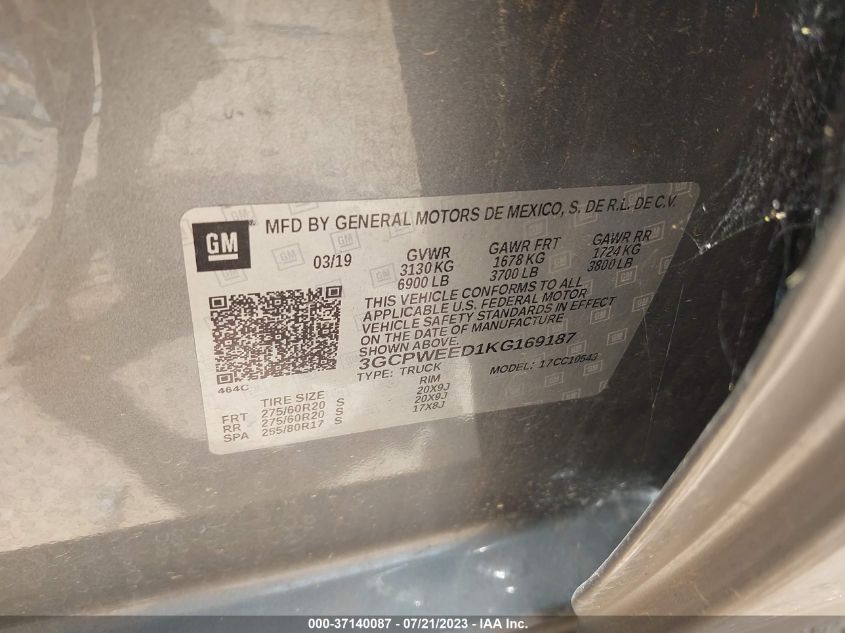 MFD BY GENERAL MOTORS DE MEXICO, S. DE R.L. DE C.V.
GM
03/19 GVWR GAWR FRT GAWR RR
3130 KG 1678 KG 1724 KG
6900 LB 3700 LB 3800 LB
THIS VEHICLE CONFORMS TO ALL
APPLICABLE U.S. FEDERAL MOTOR
VEHICLE SAFETY STANDARDS IN EFFECT
ON THE DATE OF MANUFACTURE
SHOWN ABOVE.
3GCPWEED1KG169187
TYPE: TRUCK MODEL: 17CC10543
464C
TIRE SIZE RIM
FRT 275/60R20 S 20X9J
RR 275/60R20 S 20X9J
SPA 255/80R17 S 17X8J
000-37140087 - 07/21/2023 - IAA Inc.